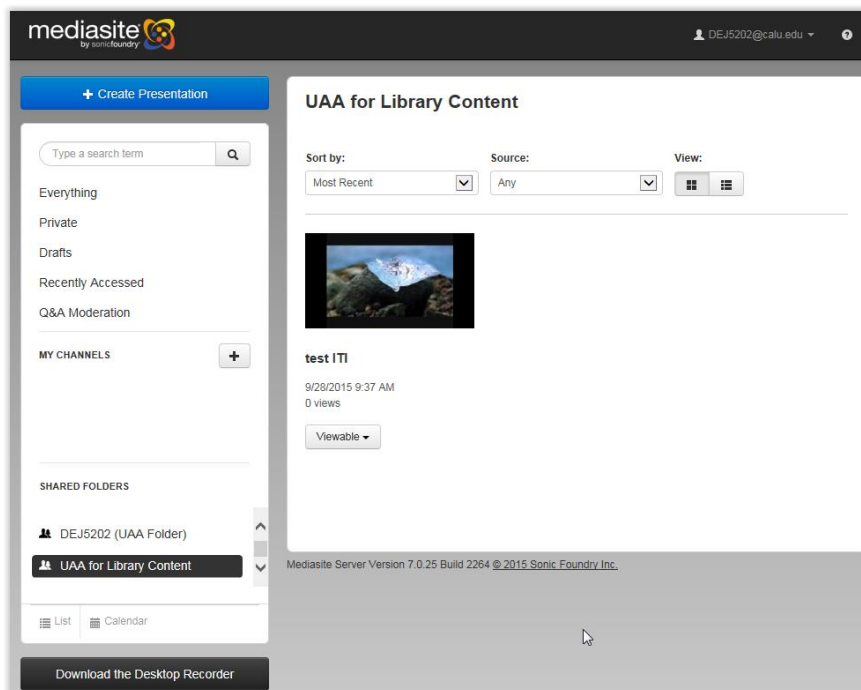 mediasite
by sonicfoundry
DEJ5202@calu.edu
?
+ Create Presentation
Type a search term
Everything
Private
Drafts
Recently Accessed
Q&A Moderation
MY CHANNELS
+
SHARED FOLDERS
DEJ5202 (UAA Folder)
UAA for Library Content
List
Calendar
Download the Desktop Recorder
UAA for Library Content
Sort by:
Source:
View:
Most Recent
Any
test ITI
9/28/2015 9:37 AM
0 views
Viewable
Mediasite Server Version 7.0.25 Build 2264 © 2015 Sonic Foundry Inc.